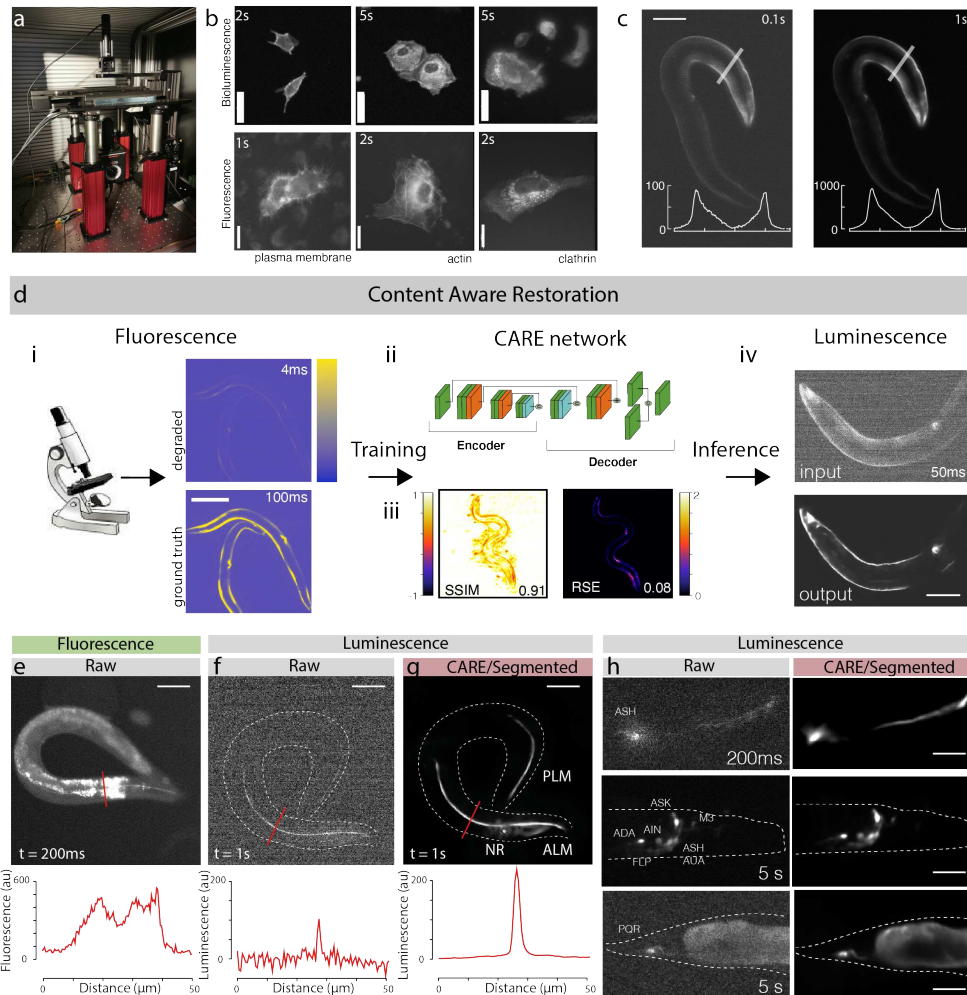 a
b
Bioluminescence
2s
5s
5s
Fluorescence
1s
2s
2s
plasma membrane
actin
clathrin
c
0.1s
100
0
1s
1000
0
d
Content Aware Restoration
i
Fluorescence
degraded
4ms
ground truth
100ms
Training
ii
CARE network
Encoder
Decoder
iii
1
-1
SSIM
0.91
RSE
0.08
2
0
Inference
iv
Luminescence
input
50ms
output
Fluorescence
Luminescence
e
Raw
t = 200ms
f
Raw
t = 1s
g
CARE/Segmented
PLM
NR
ALM
t = 1s
Fluorescence (au)
600
0
0
Distance (µm)
50
Luminescence (au)
200
0
0
Distance (µm)
50
Luminescence (au)
200
0
0
Distance (µm)
50
Luminescence
h
Raw
CARE/Segmented
ASH
200ms
ASK
M3
ADA
AIN
FLP
ASH
AUA
5 s
PQR
5 s